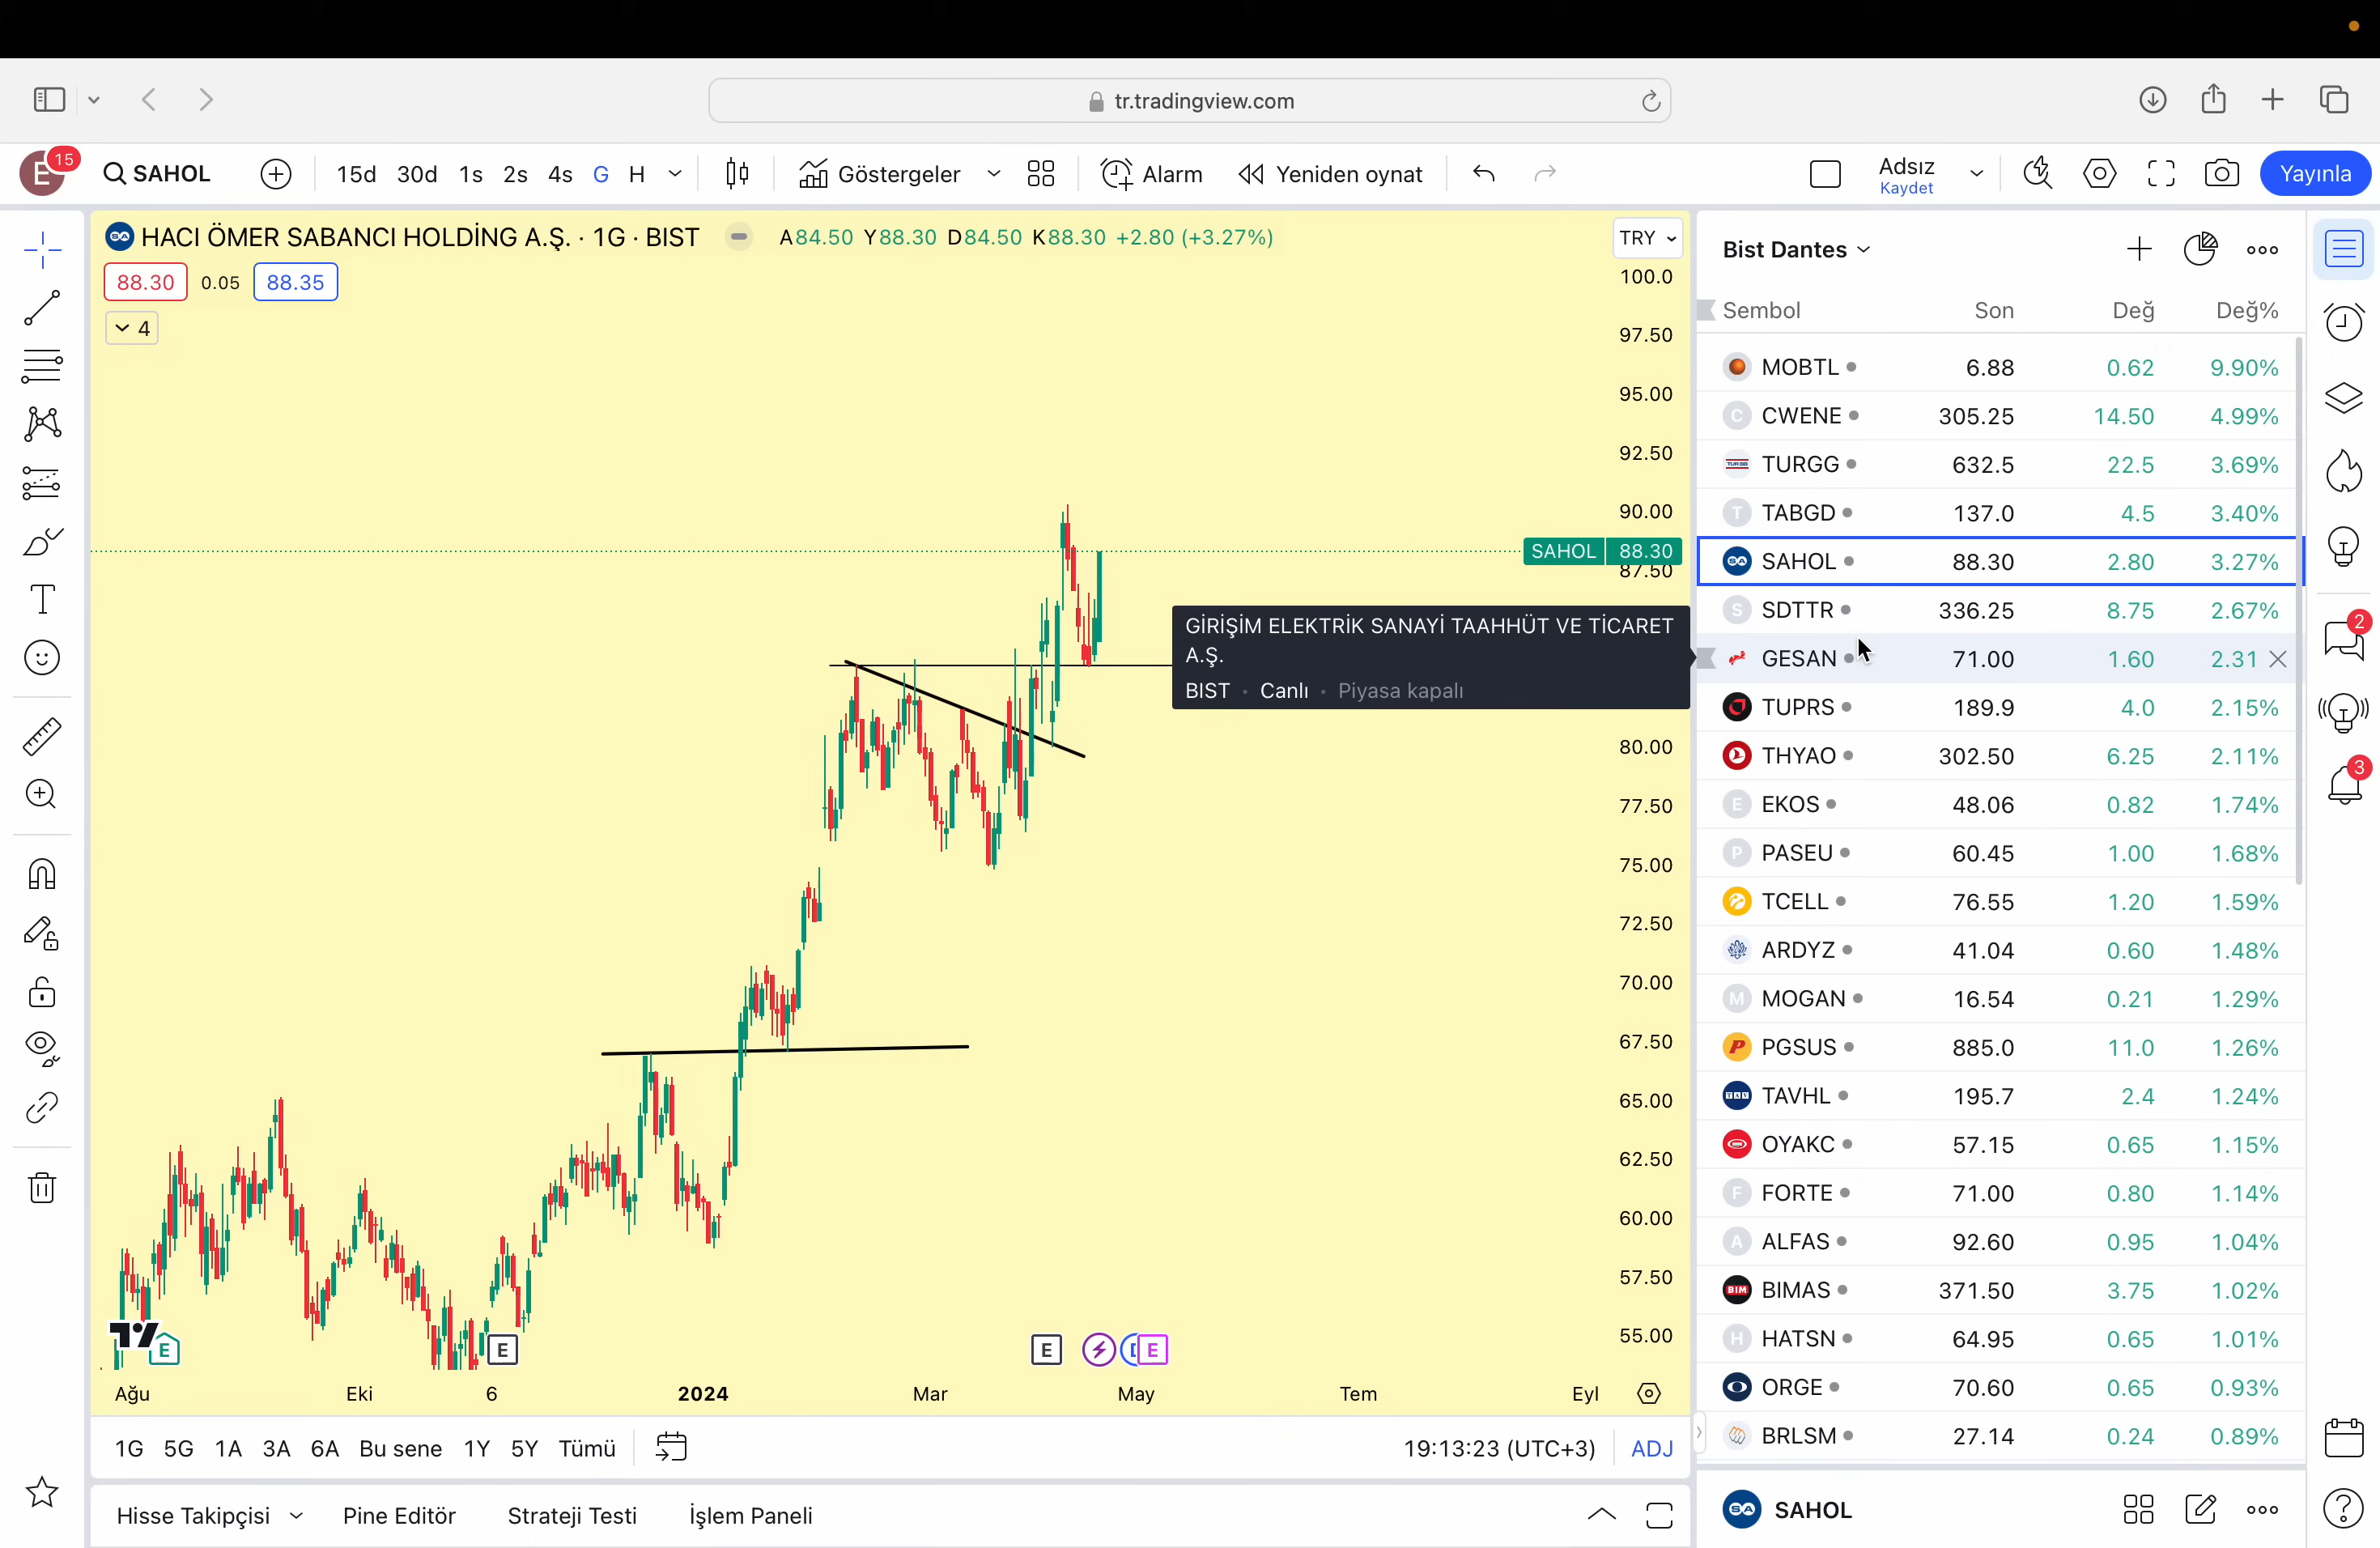 tr.tradingview.com
E 15 SAHOL 15d 30d 1s 2s 4s G H Göstergeler Alarm Yeniden oynat Adsız Kaydet Yayınla
HACI ÖMER SABANCI HOLDİNG A.Ş. · 1G · BIST A84.50 Y88.30 D84.50 K88.30 +2.80 (+3.27%)
TRY
88.30 0.05 88.35
4
100.0
97.50
95.00
92.50
90.00
SAHOL 88.30
87.50
80.00
77.50
75.00
72.50
70.00
67.50
65.00
62.50
60.00
57.50
55.00
GİRİŞİM ELEKTRİK SANAYİ TAAHHÜT VE TİCARET
A.Ş.
BIST · Canlı · Piyasa kapalı
E E E E
Ağu Eki 6 2024 Mar May Tem Eyl
1G 5G 1A 3A 6A Bu sene 1Y 5Y Tümü 19:13:23 (UTC+3) ADJ
Hisse Takipçisi Pine Editör Strateji Testi İşlem Paneli
Bist Dantes
Sembol Son Değ Değ%
MOBTL 6.88 0.62 9.90%
C CWENE 305.25 14.50 4.99%
TURGG 632.5 22.5 3.69%
T TABGD 137.0 4.5 3.40%
SAHOL 88.30 2.80 3.27%
S SDTTR 336.25 8.75 2.67%
GESAN 71.00 1.60 2.31
TUPRS 189.9 4.0 2.15%
THYAO 302.50 6.25 2.11%
E EKOS 48.06 0.82 1.74%
P PASEU 60.45 1.00 1.68%
TCELL 76.55 1.20 1.59%
ARDYZ 41.04 0.60 1.48%
M MOGAN 16.54 0.21 1.29%
P PGSUS 885.0 11.0 1.26%
TAV TAVHL 195.7 2.4 1.24%
OYAKC 57.15 0.65 1.15%
F FORTE 71.00 0.80 1.14%
A ALFAS 92.60 0.95 1.04%
BIM BIMAS 371.50 3.75 1.02%
H HATSN 64.95 0.65 1.01%
ORGE 70.60 0.65 0.93%
BRLSM 27.14 0.24 0.89%
SA SAHOL
2
3